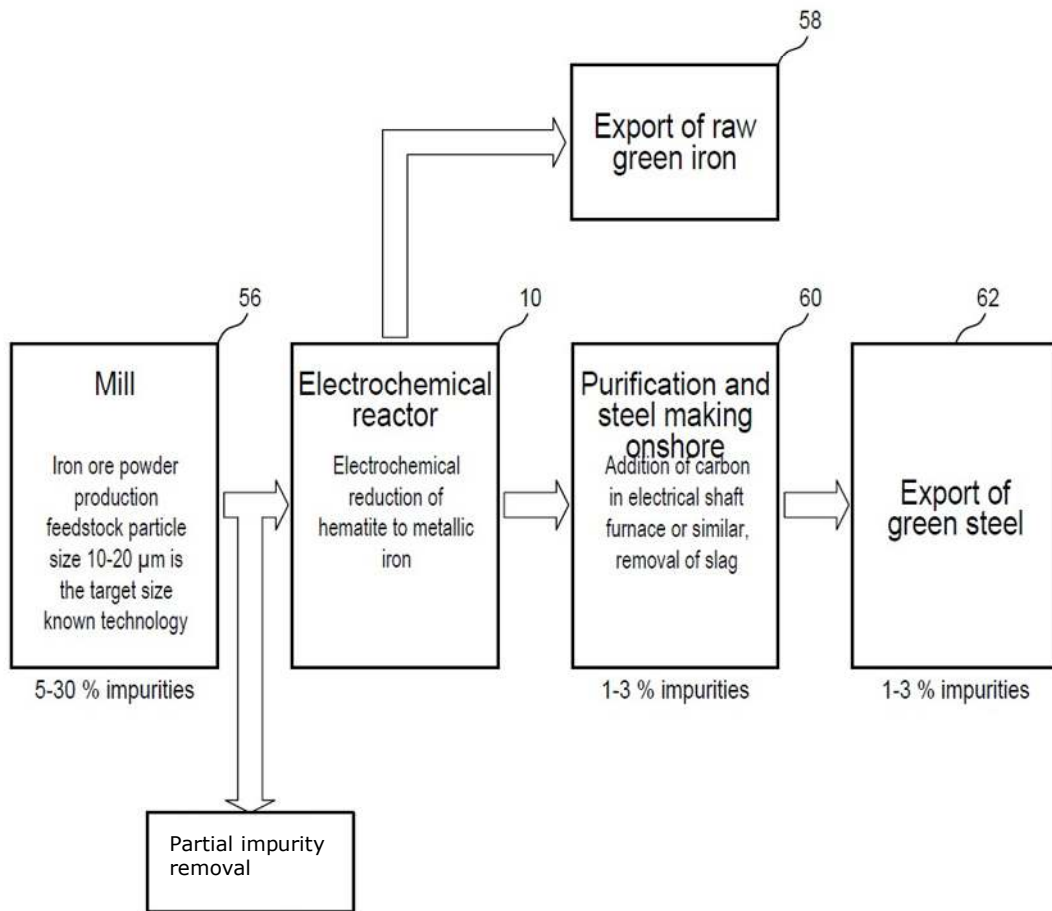 58
Export of raw
green iron
56
10
60
62
Mill
Iron ore powder
production
feedstock particle
size 10-20 µm is
the target size
known technology
5-30 % impurities
Electrochemical
reactor
Electrochemical
reduction of
hematite to metallic
iron
Purification and
steel making
onshore
Addition of carbon
in electrical shaft
furnace or similar,
removal of slag
1-3 % impurities
Export of
green steel
1-3 % impurities
Partial impurity
removal